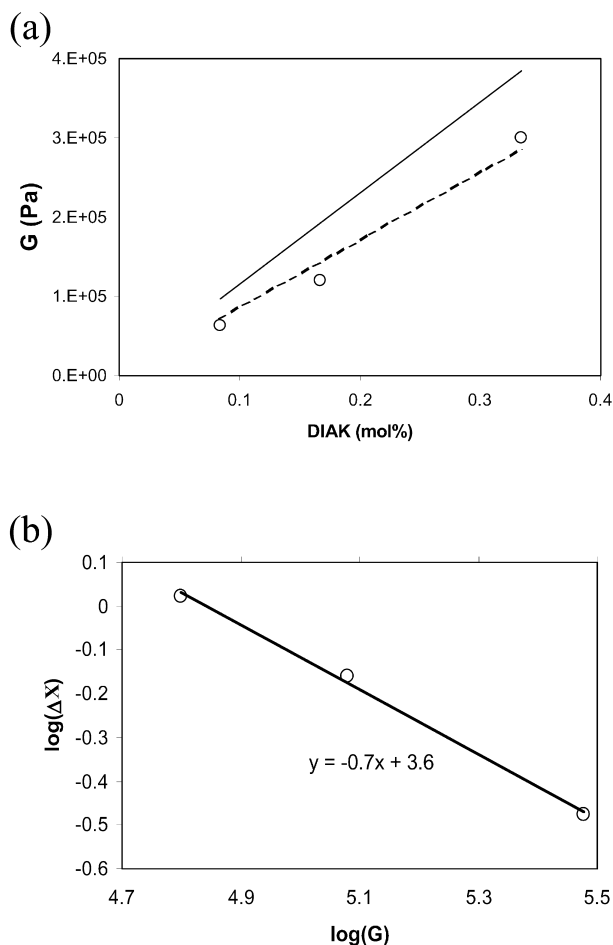 (a)
4.E+05
3.E+05
2.E+05
1.E+05
0.E+00
G (Pa)
0 0.1 0.2 0.3 0.4
DIAK (mol%)
(b)
0.1
0
-0.1
-0.2
-0.3
-0.4
-0.5
-0.6
log(ΔX)
y = -0.7x + 3.6
4.7 4.9 5.1 5.3 5.5
log(G)